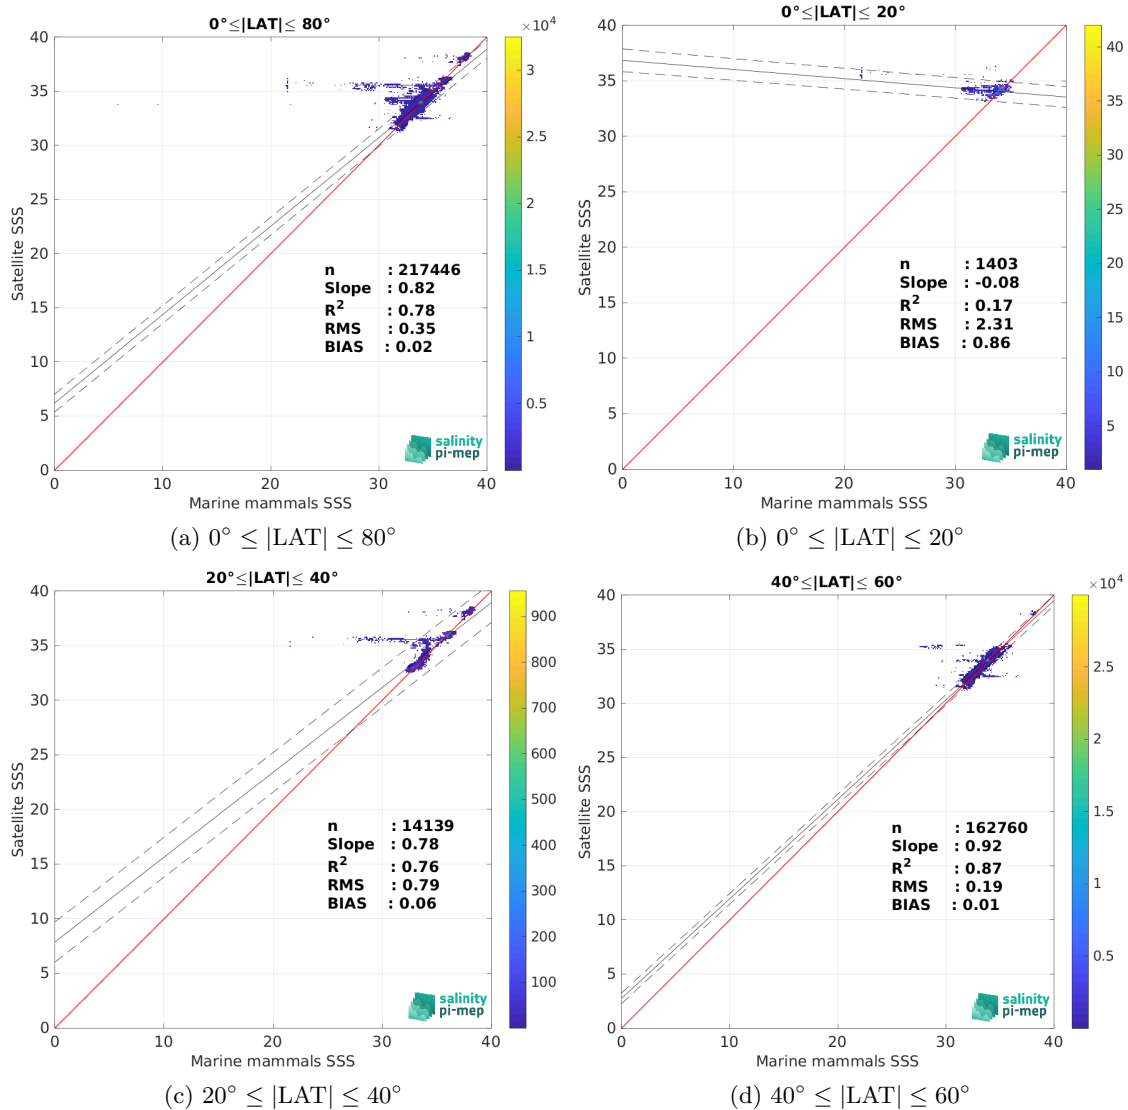 0°≤|LAT|≤ 80°
×10⁴
Satellite SSS
40
35
30
25
20
15
10
5
0
0 10 20 30 40
Marine mammals SSS
n : 217446
Slope : 0.82
R² : 0.78
RMS : 0.35
BIAS : 0.02
salinity
pi-mep
3
2.5
2
1.5
1
0.5
(a) 0° ≤ |LAT| ≤ 80°
0°≤|LAT|≤ 20°
Satellite SSS
40
35
30
25
20
15
10
5
0
0 10 20 30 40
Marine mammals SSS
n : 1403
Slope : -0.08
R² : 0.17
RMS : 2.31
BIAS : 0.86
salinity
pi-mep
40
35
30
25
20
15
10
5
(b) 0° ≤ |LAT| ≤ 20°
20°≤|LAT|≤ 40°
Satellite SSS
40
35
30
25
20
15
10
5
0
0 10 20 30 40
Marine mammals SSS
n : 14139
Slope : 0.78
R² : 0.76
RMS : 0.79
BIAS : 0.06
salinity
pi-mep
900
800
700
600
500
400
300
200
100
(c) 20° ≤ |LAT| ≤ 40°
40°≤|LAT|≤ 60°
×10⁴
Satellite SSS
40
35
30
25
20
15
10
5
0
0 10 20 30 40
Marine mammals SSS
n : 162760
Slope : 0.92
R² : 0.87
RMS : 0.19
BIAS : 0.01
salinity
pi-mep
2.5
2
1.5
1
0.5
(d) 40° ≤ |LAT| ≤ 60°